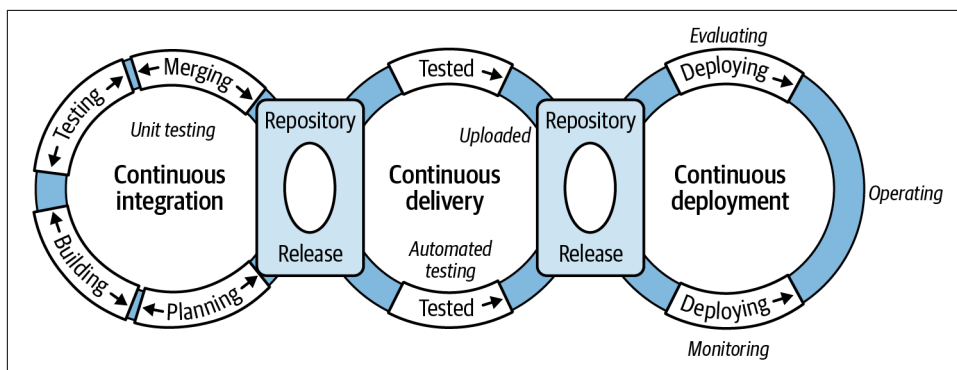 Evaluating
Merging
Tested
Deploying
Testing
Repository
Repository
Unit testing
Uploaded
Continuous
integration
Continuous
delivery
Continuous
deployment
Operating
Building
Release
Automated
testing
Release
Planning
Tested
Deploying
Monitoring